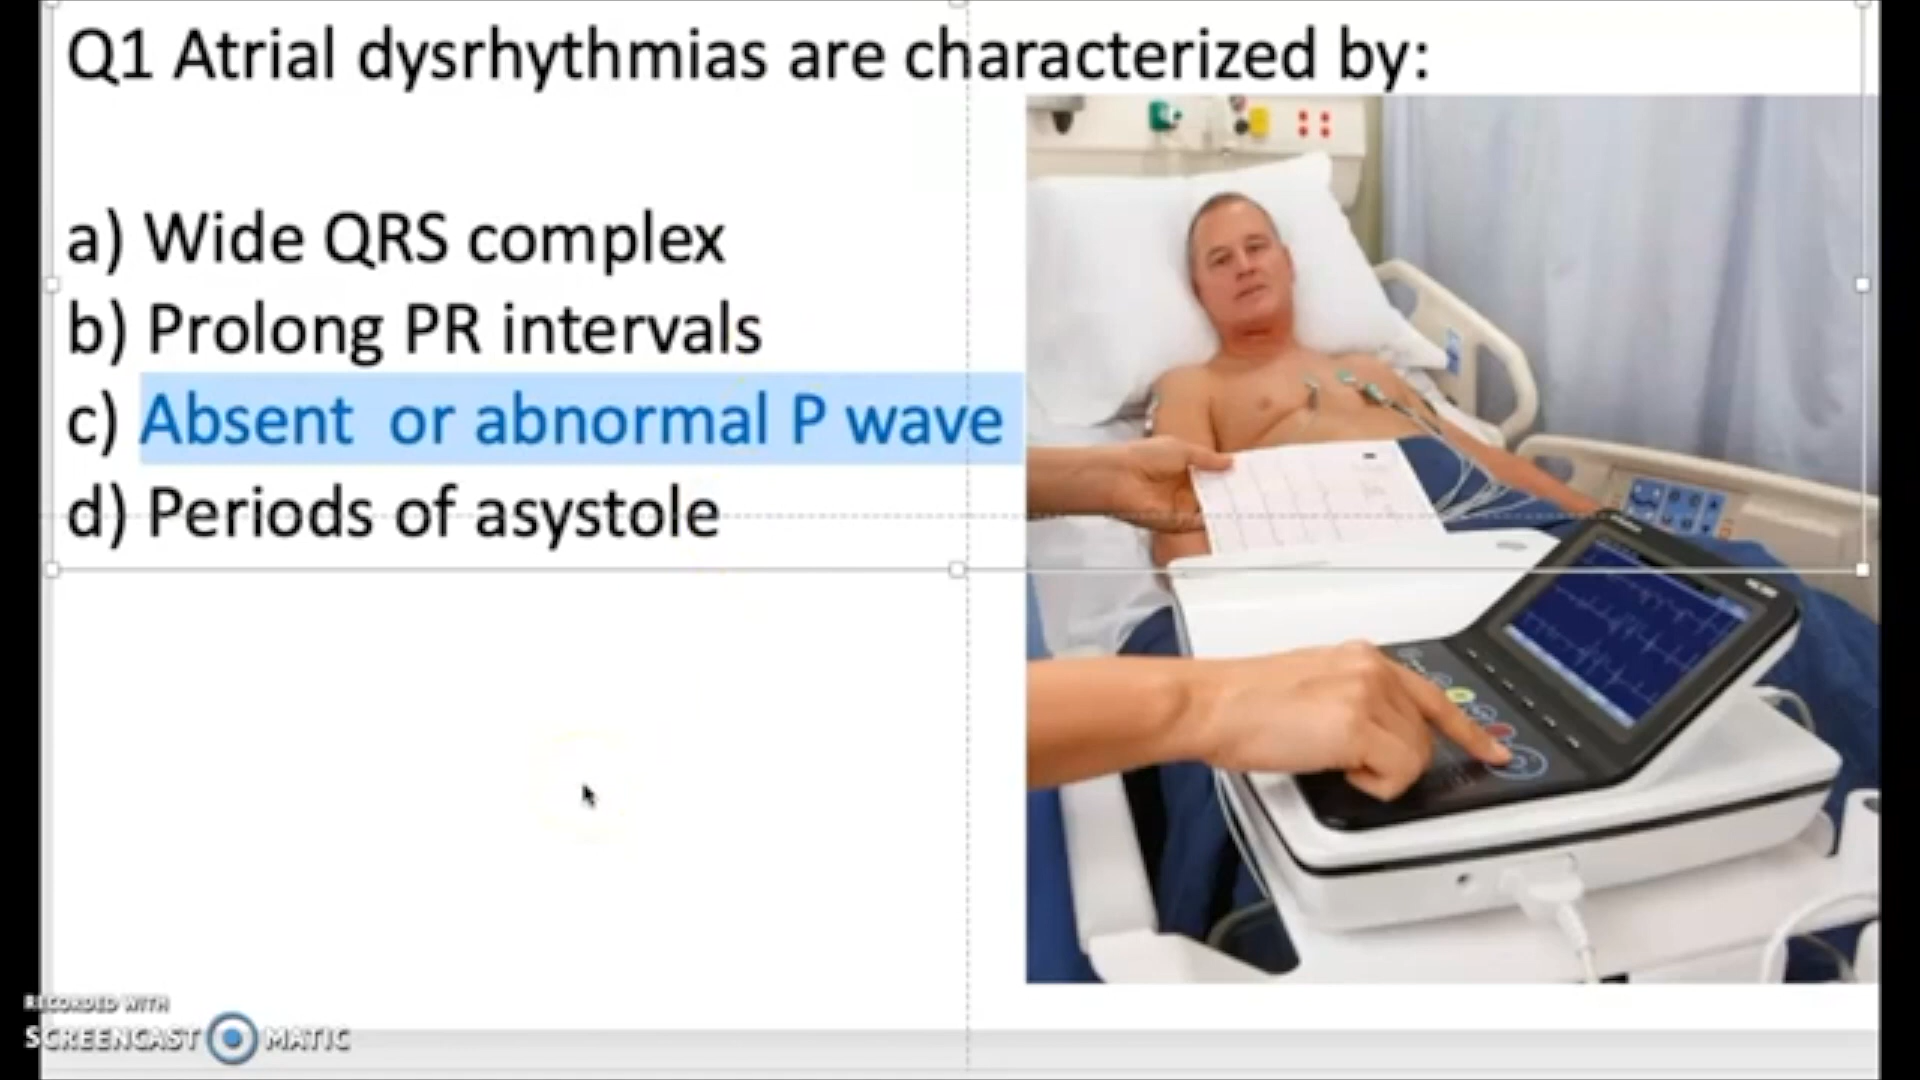 Q1 Atrial dysrhythmias are characterized by:
a) Wide QRS complex
b) Prolong PR intervals
c) Absent or abnormal P wave
d) Periods of asystole
RECORDED WITH
SCREENCAST MATIC